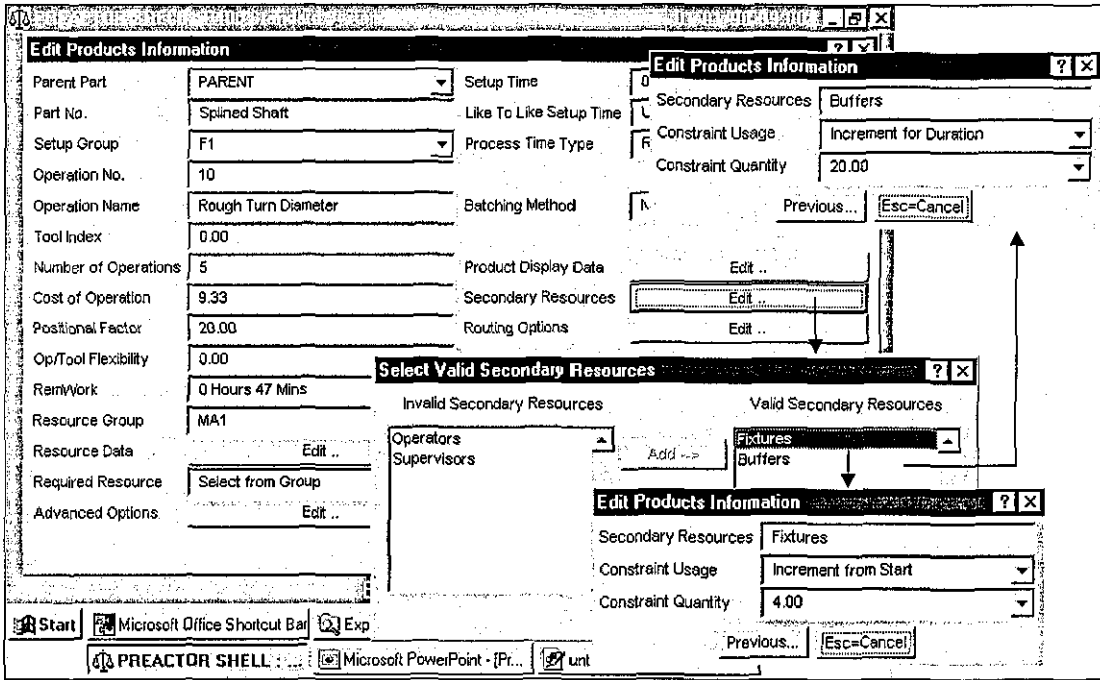 Edit Products Information
Parent Part PARENT Setup Time 0
Part No. Splined Shaft Like To Like Setup Time
Setup Group F1 Process Time Type R
Operation No. 10
Operation Name Rough Turn Diameter Batching Method N
Tool Index 0.00
Number of Operations 5 Product Display Data Edit ..
Cost of Operation 9.33 Secondary Resources Edit ..
Positional Factor 20.00 Routing Options Edit ..
Op/Tool Flexibility 0.00
RemWork 0 Hours 47 Mins
Resource Group MA1
Resource Data Edit ..
Required Resource Select from Group
Advanced Options Edit ..
Edit Products Information
Secondary Resources Buffers
Constraint Usage Increment for Duration
Constraint Quantity 20.00
Previous... Esc=Cancel
Select Valid Secondary Resources
Invalid Secondary Resources Valid Secondary Resources
Operators Add --> Fixtures
Supervisors Buffers
Edit Products Information
Secondary Resources Fixtures
Constraint Usage Increment from Start
Constraint Quantity 4.00
Previous... Esc=Cancel
Start Microsoft Office Shortcut Bar Exp
PREACTOR SHELL : ... Microsoft PowerPoint - [Pr... unt